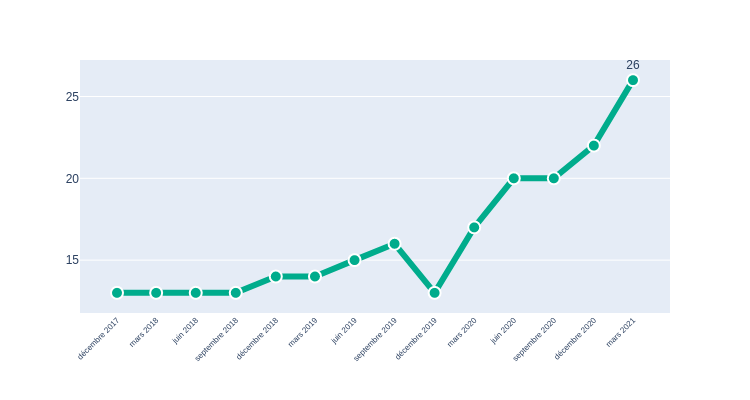 26
25
20
15
décembre 2017
mars 2018
juin 2018
septembre 2018
décembre 2018
mars 2019
juin 2019
septembre 2019
décembre 2019
mars 2020
juin 2020
septembre 2020
décembre 2020
mars 2021